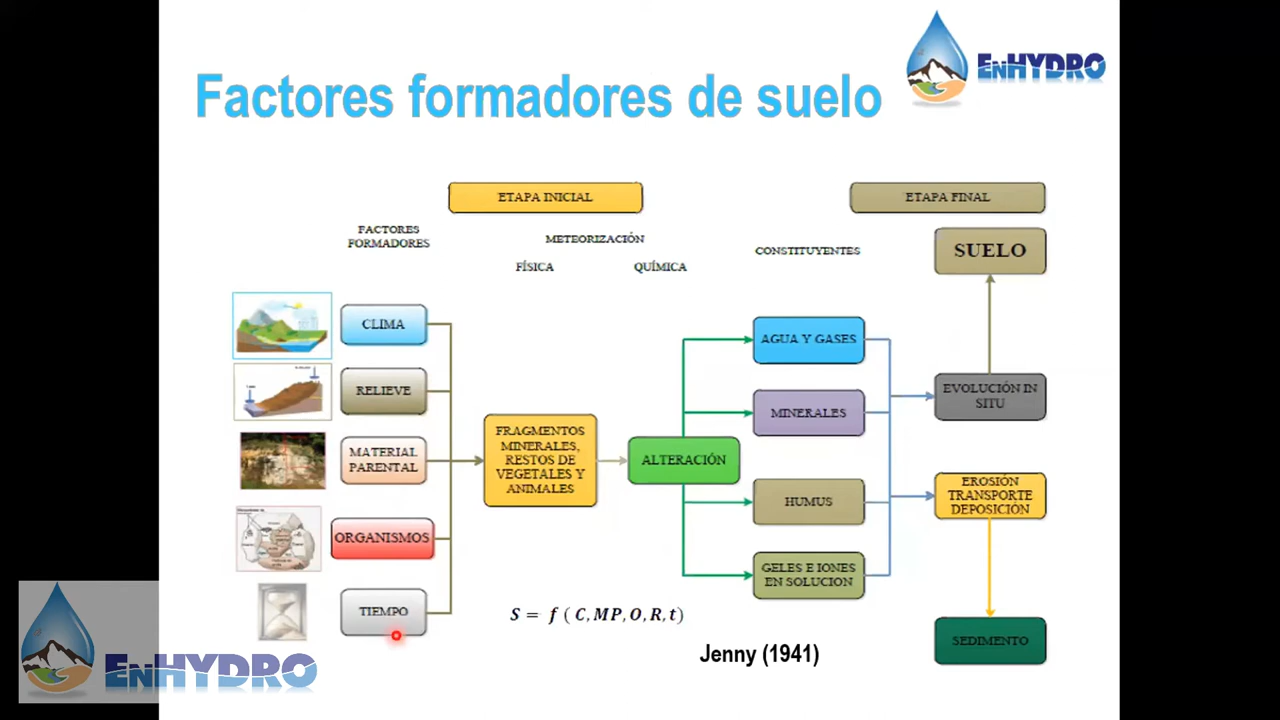 Factores formadores de suelo
EnHYDRO
ETAPA INICIAL
ETAPA FINAL
FACTORES
FORMADORES
METEORIZACIÓN
FÍSICA
QUÍMICA
CONSTITUYENTES
SUELO
CLIMA
RELIEVE
MATERIAL
PARENTAL
ORGANISMOS
TIEMPO
FRAGMENTOS
MINERALES,
RESTOS DE
VEGETALES Y
ANIMALES
ALTERACIÓN
AGUA Y GASES
MINERALES
HUMUS
GELES E IONES
EN SOLUCION
EVOLUCIÓN IN
SITU
EROSIÓN
TRANSPORTE
DEPOSICIÓN
SEDIMENTO
S = f ( C, MP, O, R, t)
Jenny (1941)
EnHYDRO